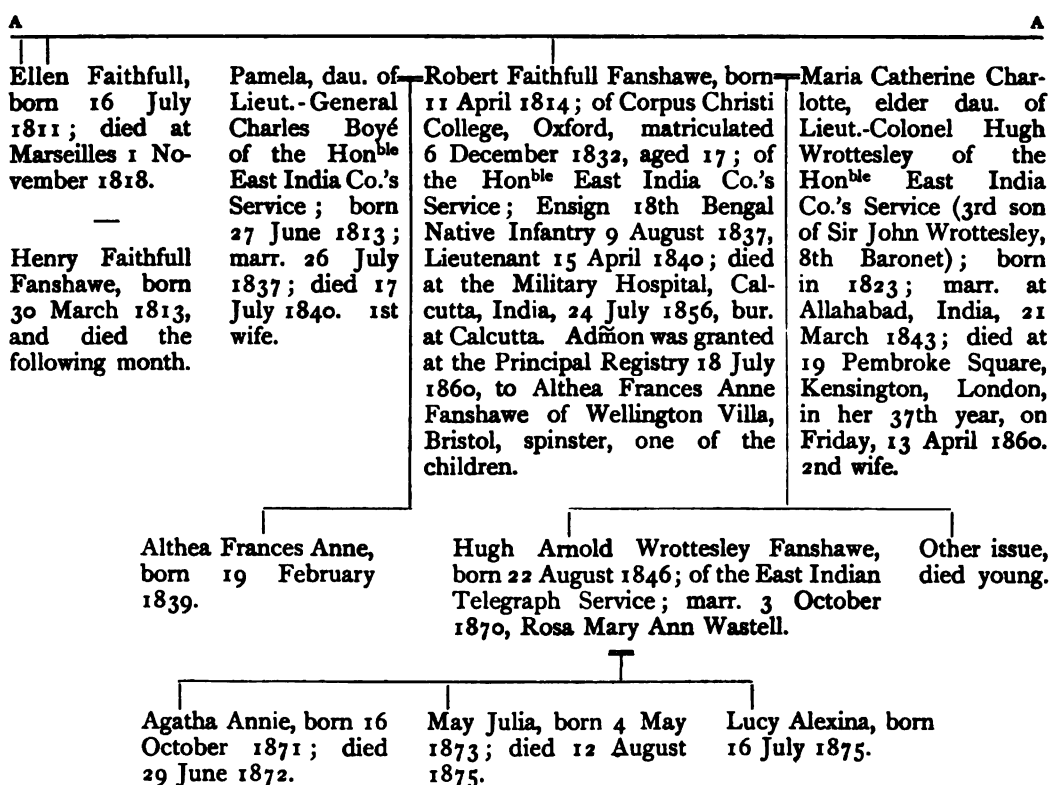 A A
Ellen Faithfull,
born 16 July
1811; died at
Marseilles 1 No-
vember 1818.
—
Henry Faithfull
Fanshawe, born
30 March 1813,
and died the
following month.
Pamela, dau. of
Lieut.-General
Charles Boyé
of the Honble
East India Co.'s
Service; born
27 June 1813;
marr. 26 July
1837; died 17
July 1840. 1st
wife.
Robert Faithfull Fanshawe, born
11 April 1814; of Corpus Christi
College, Oxford, matriculated
6 December 1832, aged 17; of
the Honble East India Co.'s
Service; Ensign 18th Bengal
Native Infantry 9 August 1837,
Lieutenant 15 April 1840; died
at the Military Hospital, Cal-
cutta, India, 24 July 1856, bur.
at Calcutta. Adm̃on was granted
at the Principal Registry 18 July
1860, to Althea Frances Anne
Fanshawe of Wellington Villa,
Bristol, spinster, one of the
children.
Maria Catherine Char-
lotte, elder dau. of
Lieut.-Colonel Hugh
Wrottesley of the
Honble East India
Co.'s Service (3rd son
of Sir John Wrottesley,
8th Baronet); born
in 1823; marr. at
Allahabad, India, 21
March 1843; died at
19 Pembroke Square,
Kensington, London,
in her 37th year, on
Friday, 13 April 1860.
2nd wife.
Althea Frances Anne,
born 19 February
1839.
Hugh Arnold Wrottesley Fanshawe,
born 22 August 1846; of the East Indian
Telegraph Service; marr. 3 October
1870, Rosa Mary Ann Wastell.
Other issue,
died young.
Agatha Annie, born 16
October 1871; died
29 June 1872.
May Julia, born 4 May
1873; died 12 August
1875.
Lucy Alexina, born
16 July 1875.